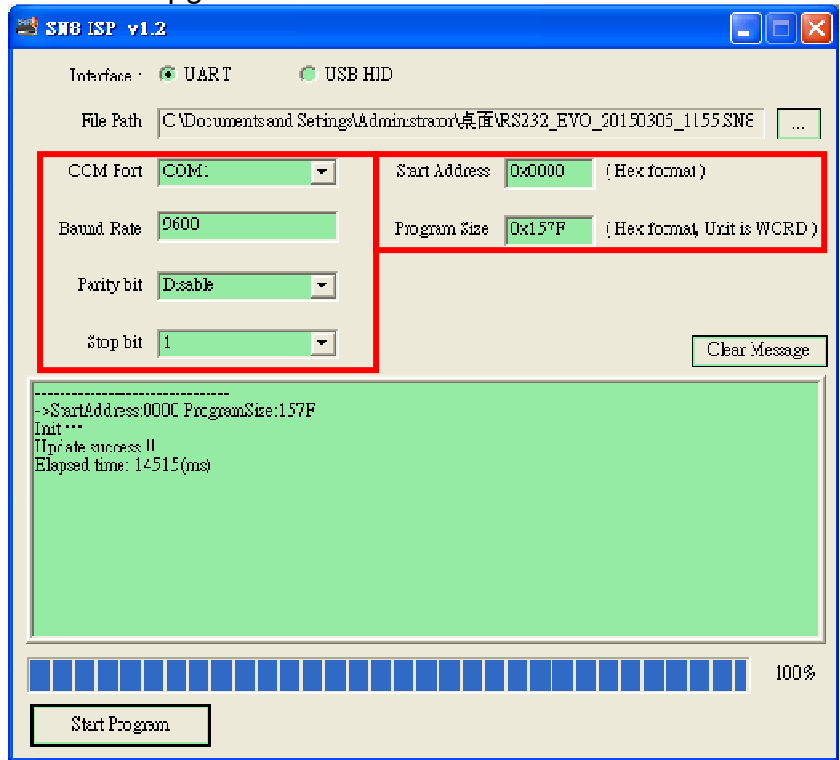 SN8 ISP v1.2
Interface : UART USB HID
File Path C:\Documents and Settings\Administrator\桌面\RS232_EVO_20150305_1155.SN8 ...
COM Port
Start Address 0x0000 (Hex format)
Baund Rate 9600
Program Size 0x157F (Hex format, Unit is WORD)
Parity bit Disable
Stop bit 1
Clear Message
--------------------------------
->StartAddress:0000 ProgramSize:157F
Init ...
Update success !!
Elapsed time: 14515(ms)
100%
Start Program